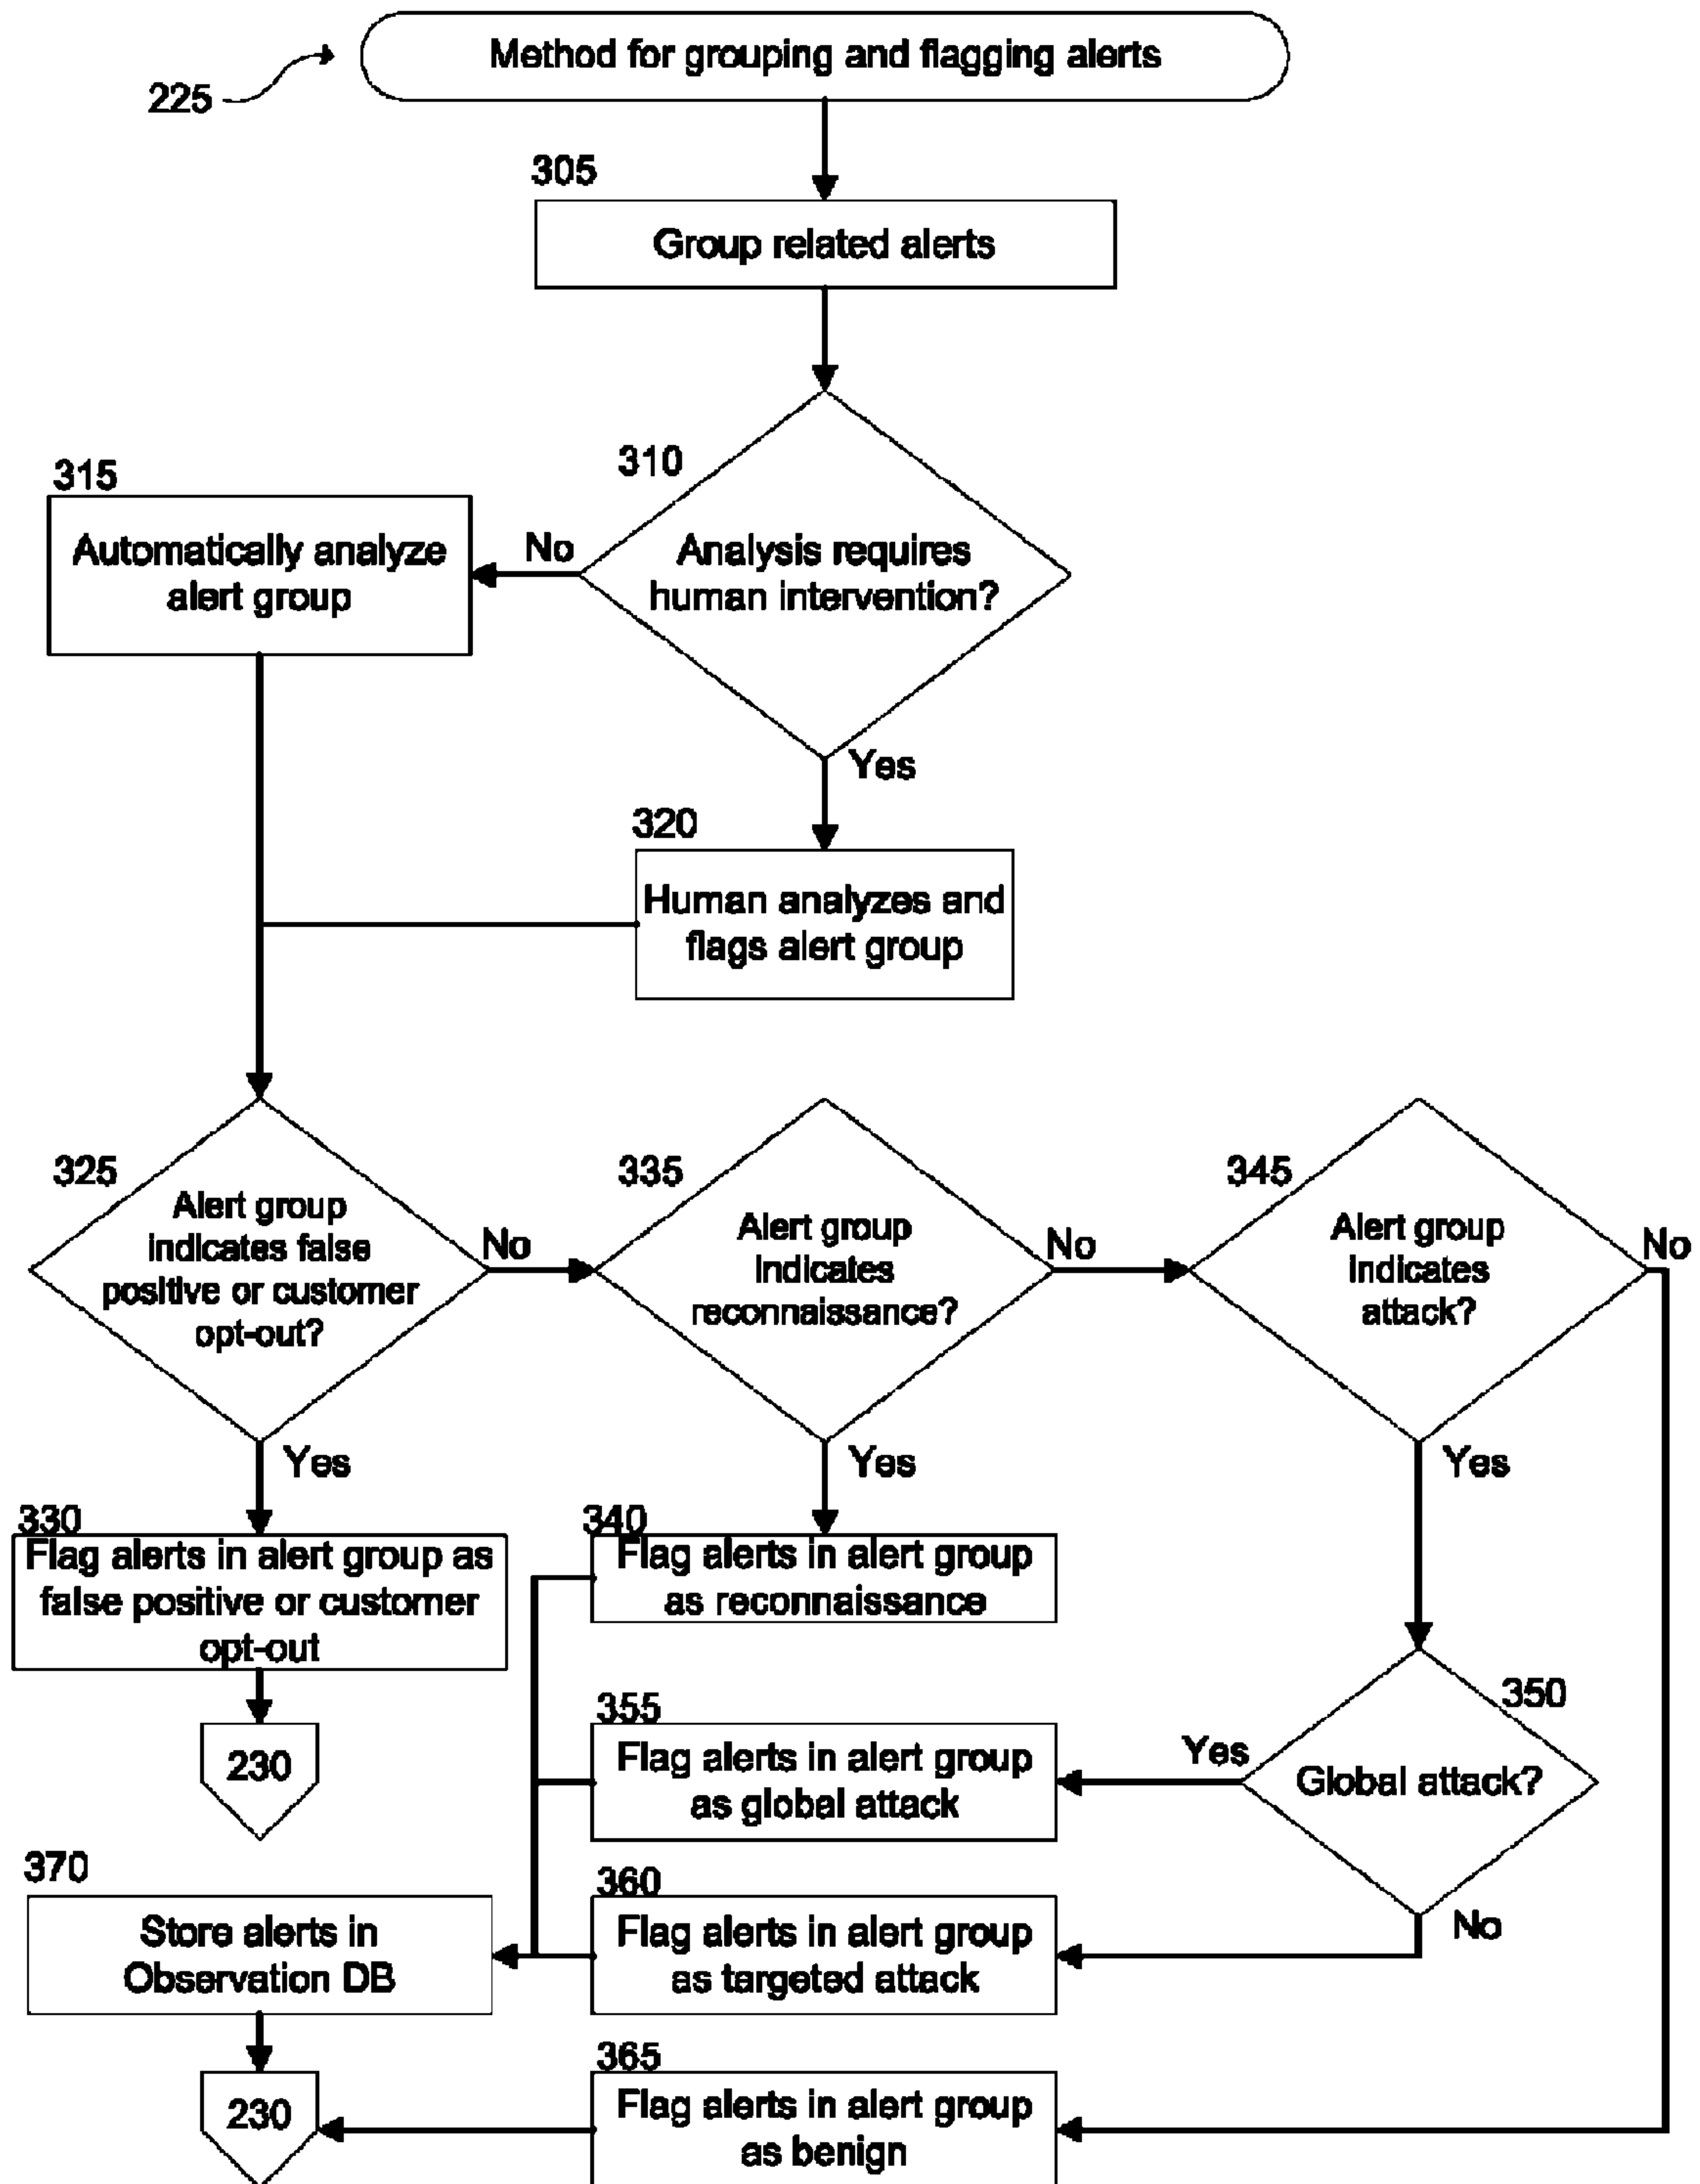 Method for grouping and flagging alerts
225
305
Group related alerts
310
Analysis requires
human intervention?
No
315
Automatically analyze
alert group
Yes
320
Human analyzes and
flags alert group
325
Alert group
indicates false
positive or customer
opt-out?
No
335
Alert group
indicates
reconnaissance?
No
345
Alert group
indicates
attack?
No
Yes
Yes
Yes
330
Flag alerts in alert group as
false positive or customer
opt-out
340
Flag alerts in alert group
as reconnaissance
350
Global attack?
Yes
No
355
Flag alerts in alert group
as global attack
230
360
Flag alerts in alert group
as targeted attack
370
Store alerts in
Observation DB
365
Flag alerts in alert group
as benign
230